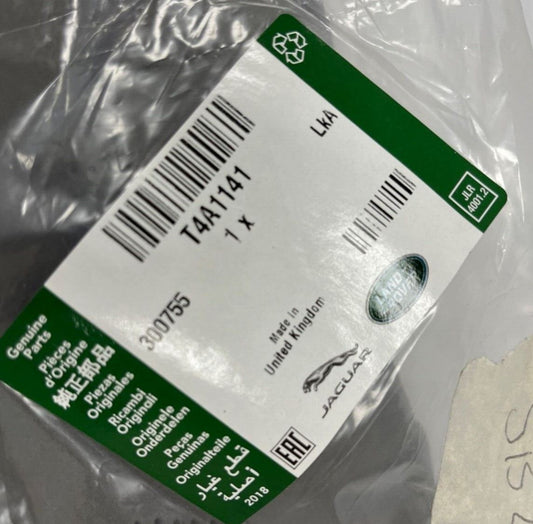 T4A1141
1 X
LkA
300755
Made in
United Kingdom
LAND
ROVER
JAGUAR
EAC
JLR
4001.2
Genuine
Parts
Pièces
d'Origine
純正部品
Piezas
Originales
Ricambi
Originali
Originele
Onderdelen
Peças
Genuinas
Originalteile
قطع غيار
أصلية
2018